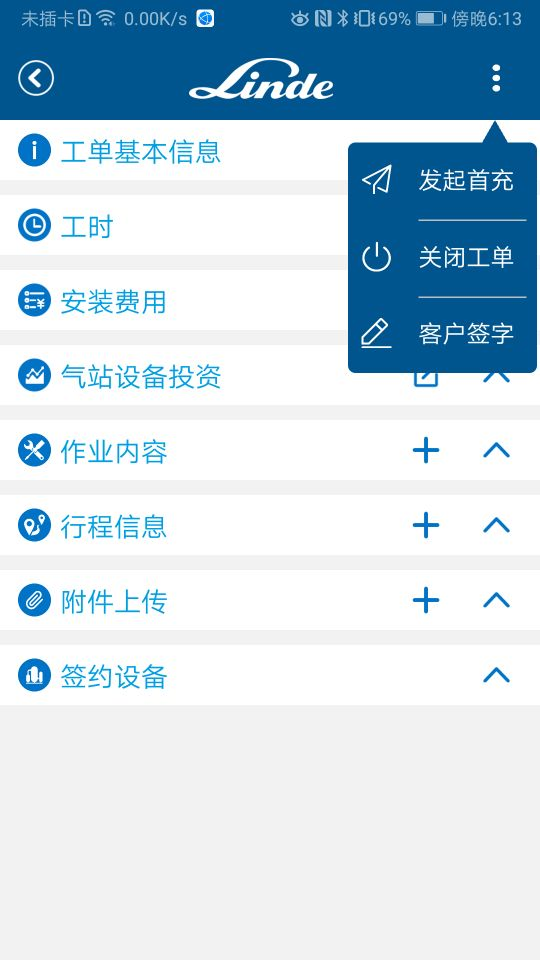 未插卡 0.00K/s 69% 傍晚6:13
Linde
工单基本信息
发起首充
工时
关闭工单
安装费用
客户签字
气站设备投资
作业内容
行程信息
附件上传
签约设备